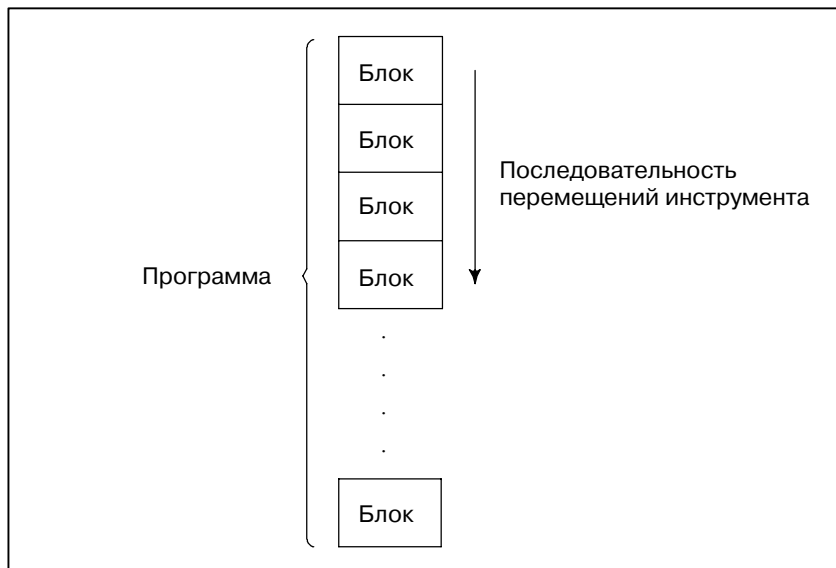 Блок
Блок
Последовательность
перемещений инструмента
Блок
Программа
Блок
Блок